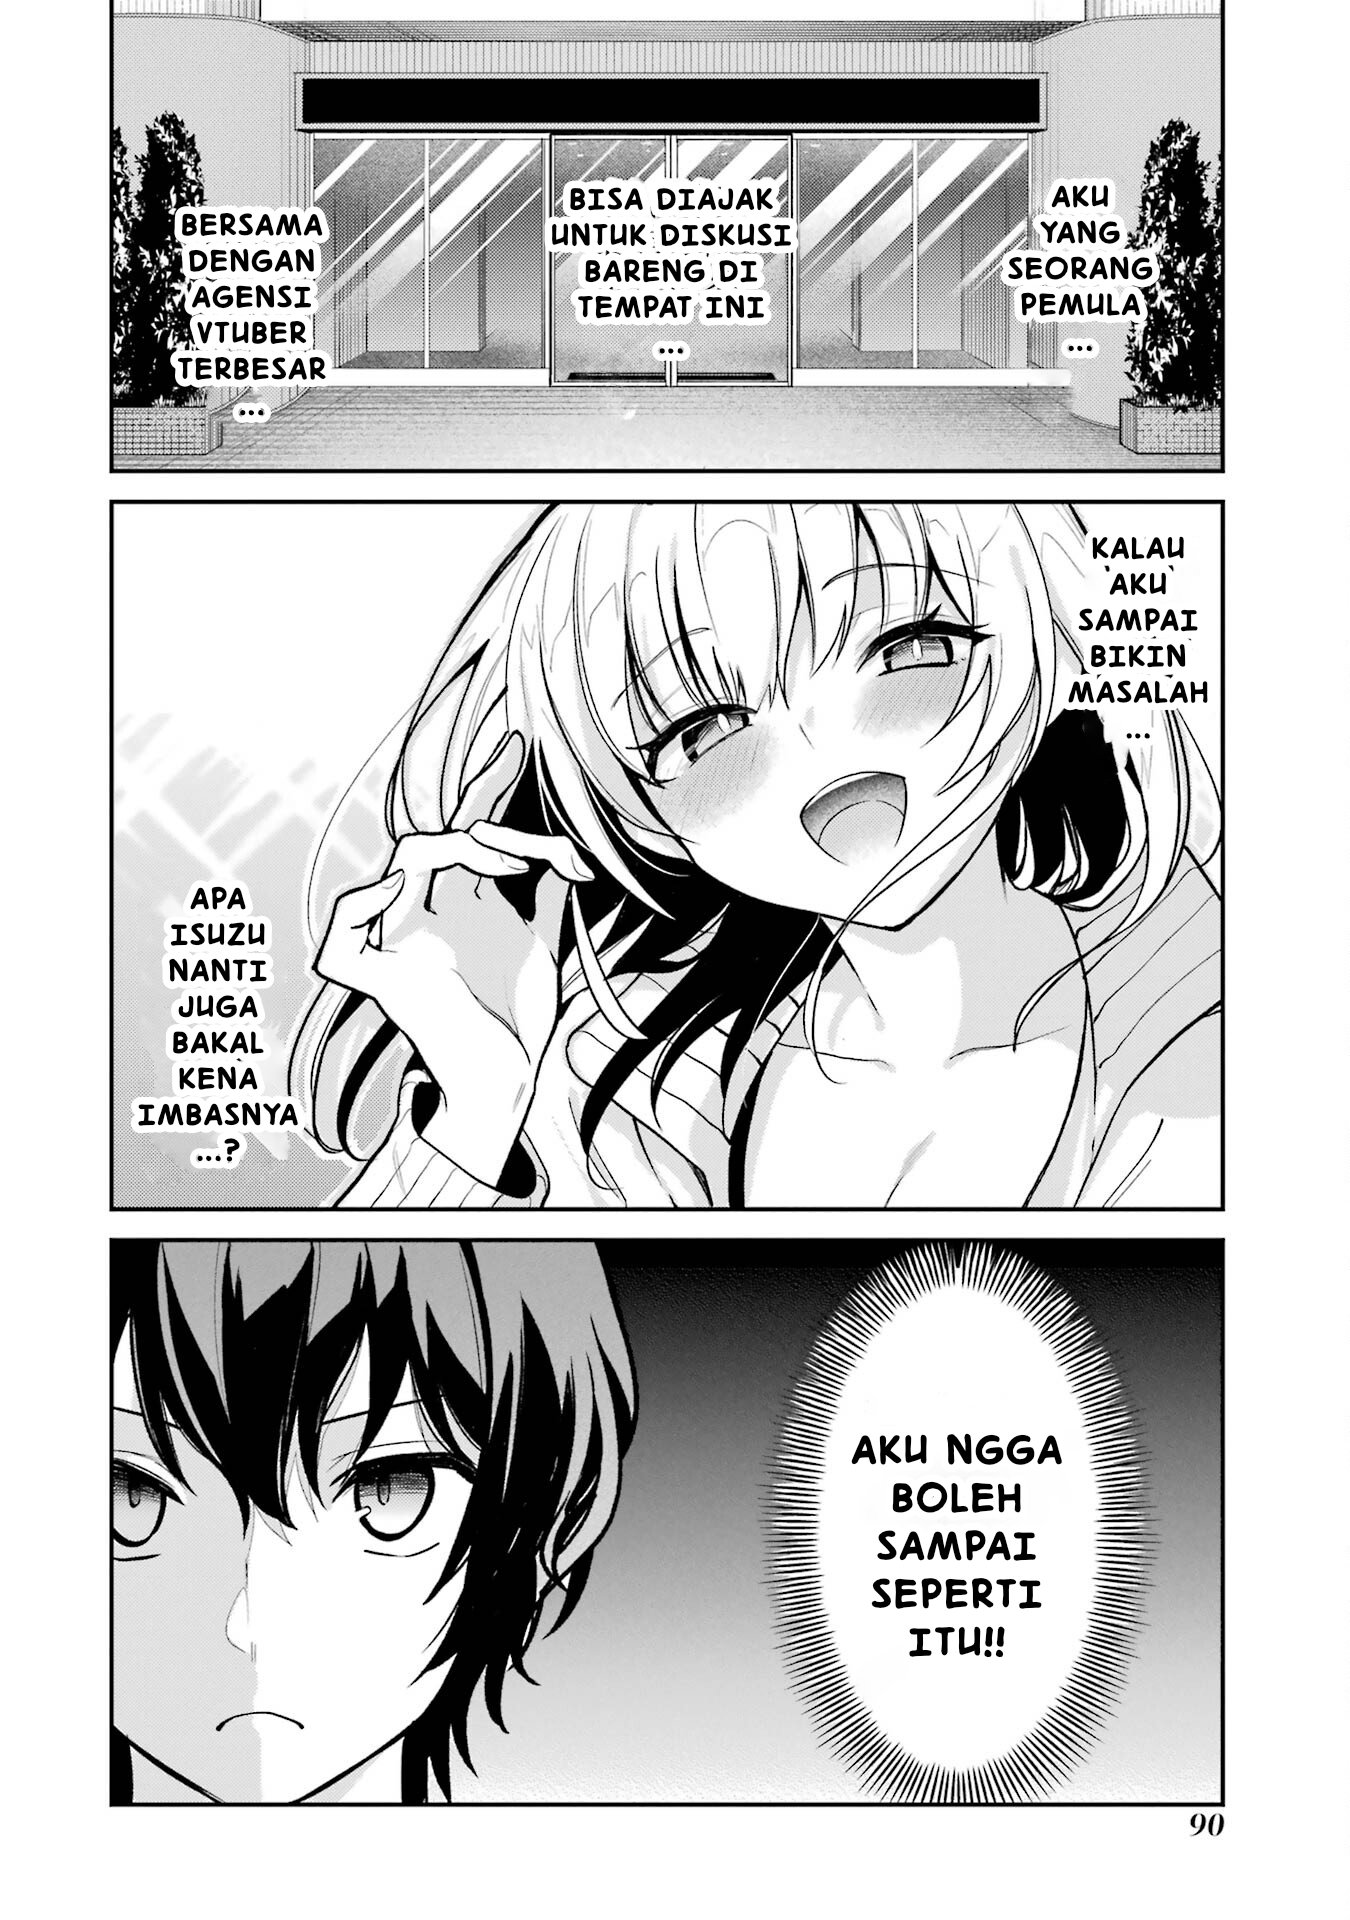 AKU
YANG
SEORANG
PEMULA
...
BISA DIAJAK
UNTUK DISKUSI
BARENG DI
TEMPAT INI
...
BERSAMA
DENGAN
AGENSI
VTUBER
TERBESAR
...
KALAU
'AKU'
SAMPAI
BIKIN
MASALAH
...
APA
ISUZU
NANTI
JUGA
BAKAL
KENA
IMBASNYA
...?
AKU NGGA
BOLEH
SAMPAI
SEPERTI
ITU!!
90